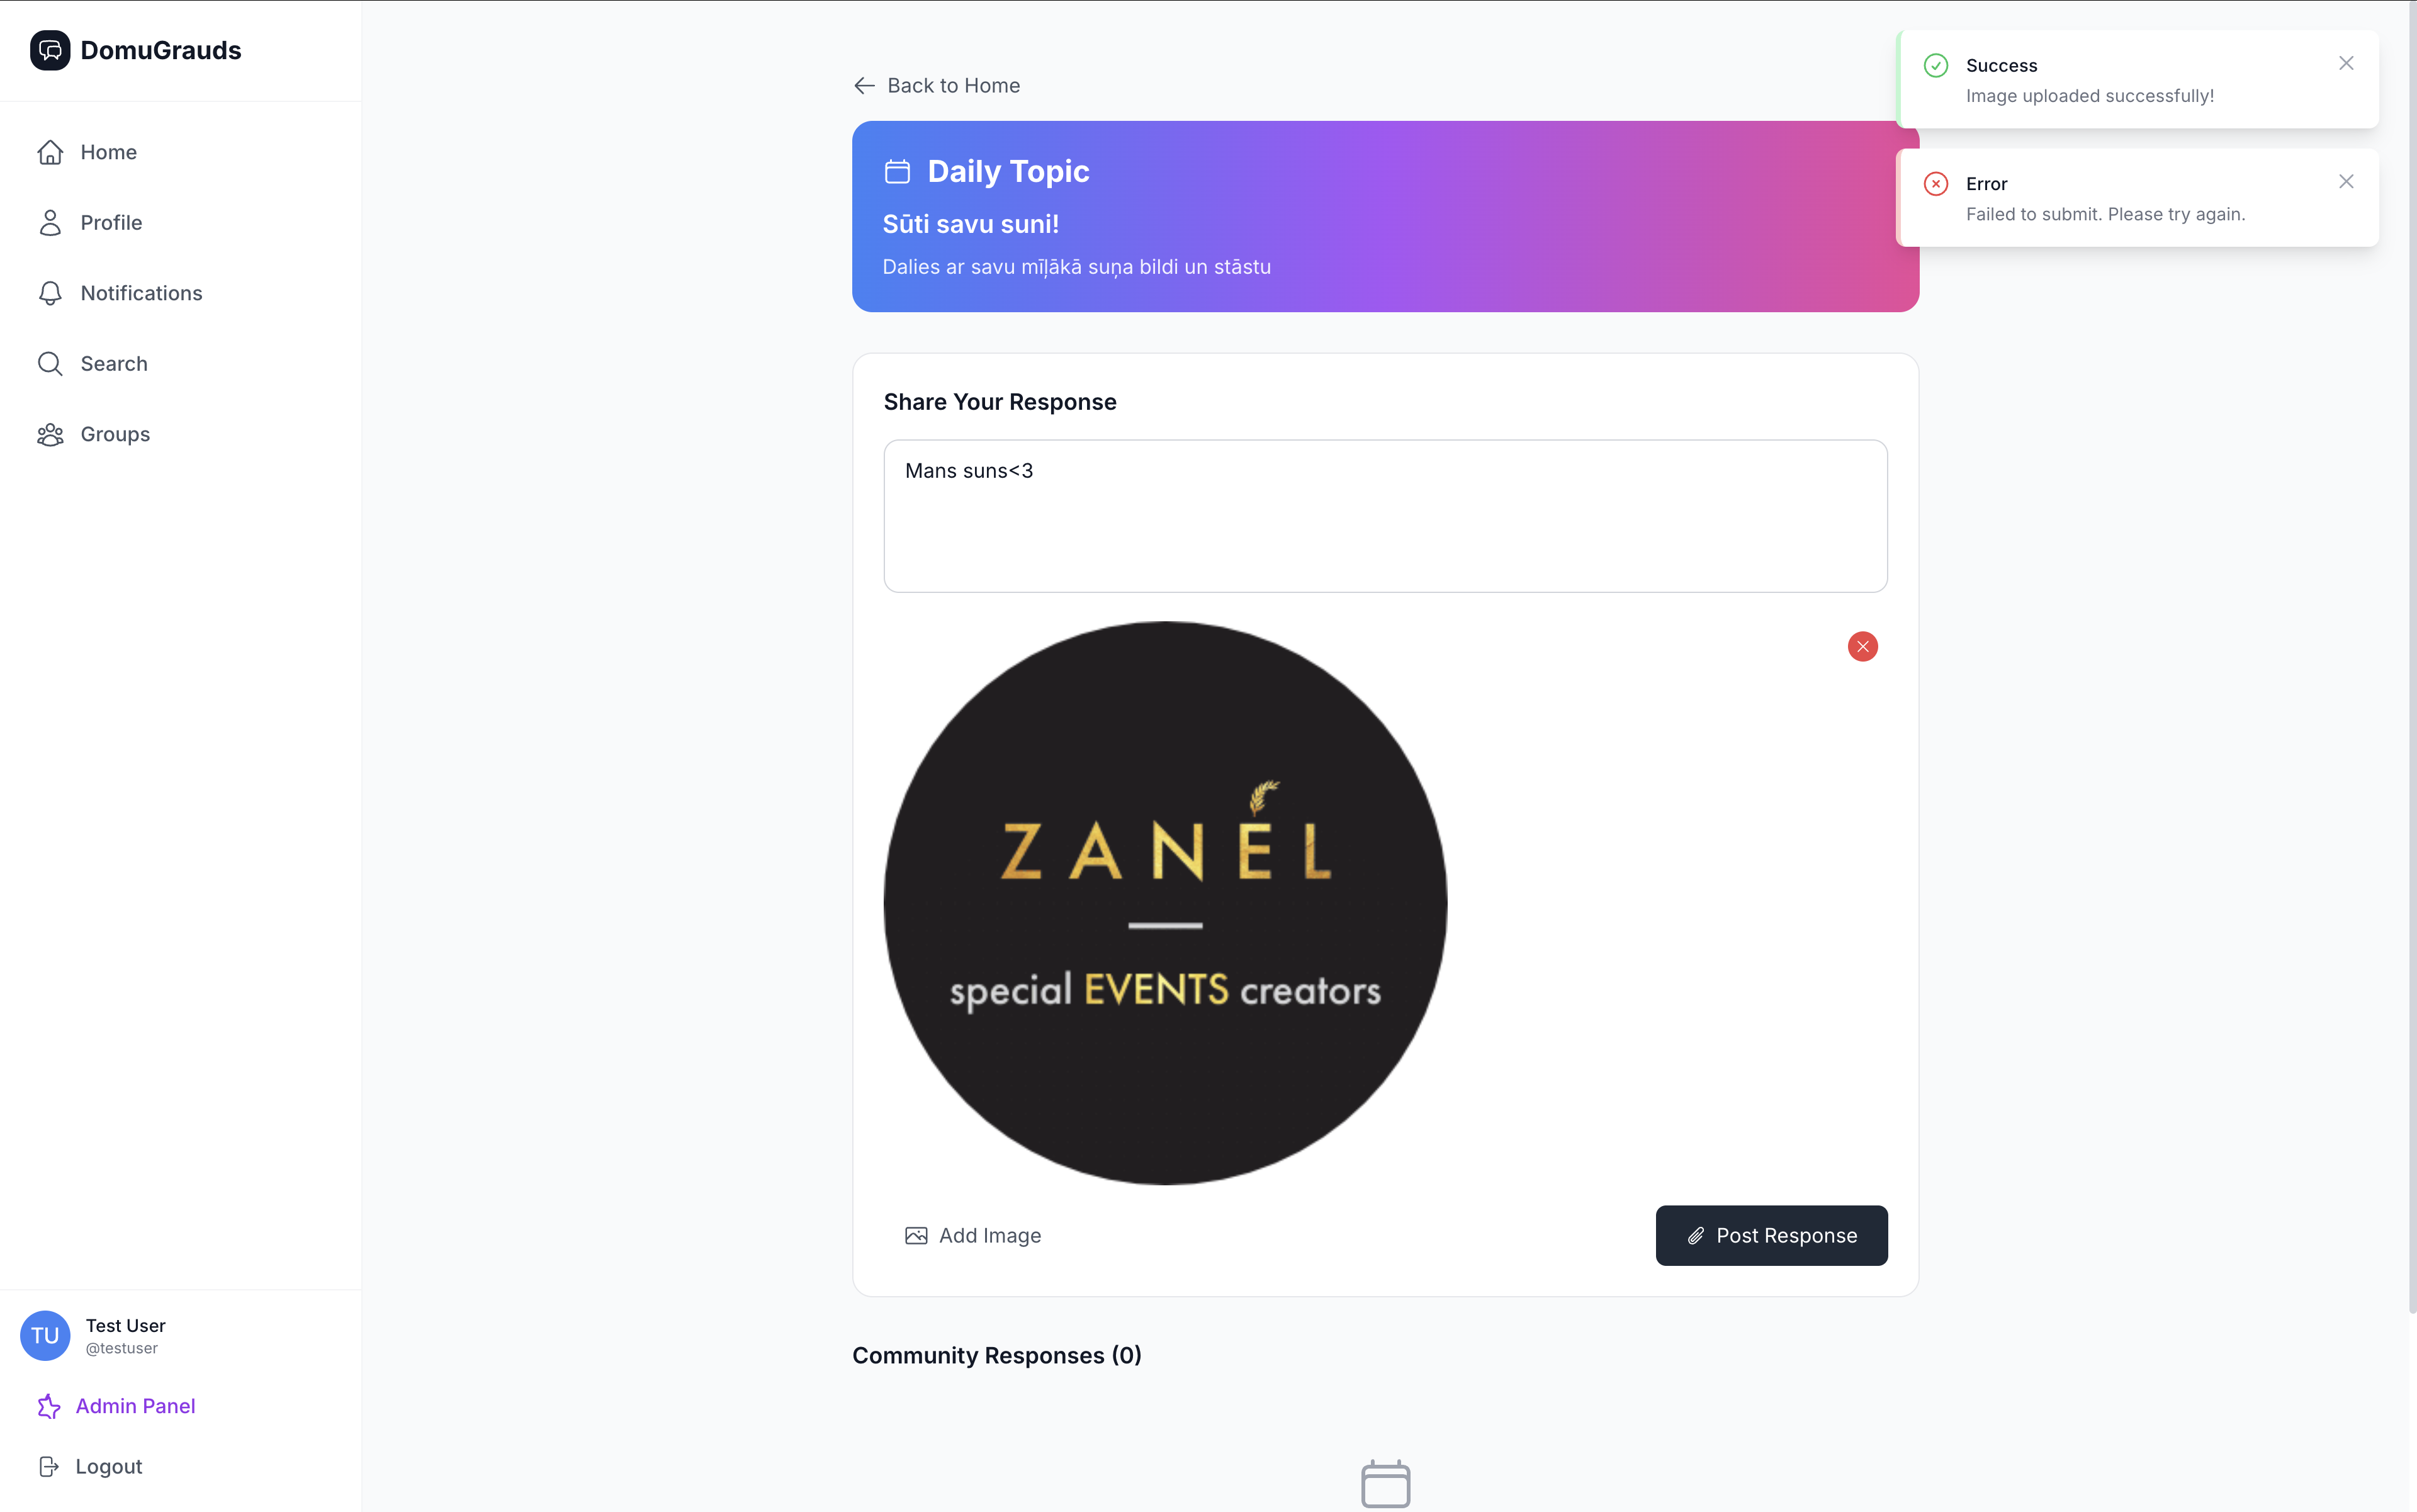 DomuGrauds
Home
Profile
Notifications
Search
Groups
Test User
TU
@testuser
Admin Panel
Logout
Back to Home
Daily Topic
Sūti savu suni!
Dalies ar savu mīļākā suņa bildi un stāstu
Share Your Response
Mans suns<3
ZANEL
special EVENTS creators
Add Image
Post Response
Community Responses (0)
Success
Image uploaded successfully!
Error
Failed to submit. Please try again.